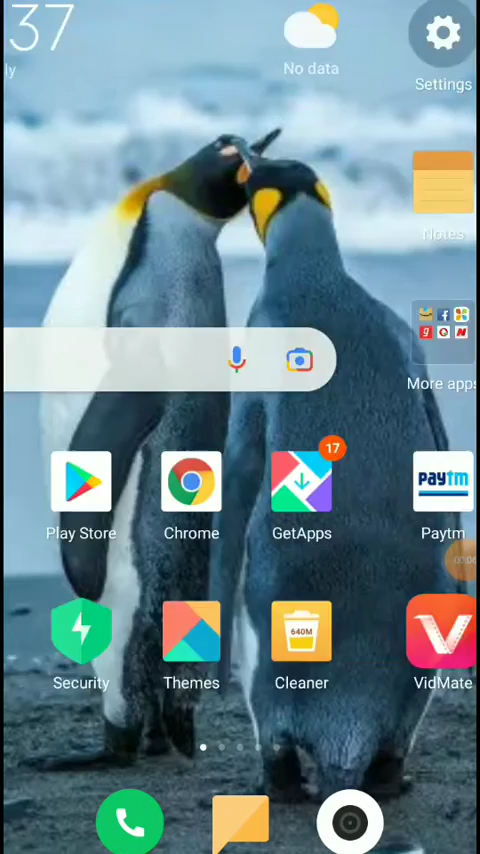 37
ly
No data
Settings
Notes
More apps
17
paytm
Play Store
Chrome
GetApps
Paytm
640M
Security
Themes
Cleaner
VidMate